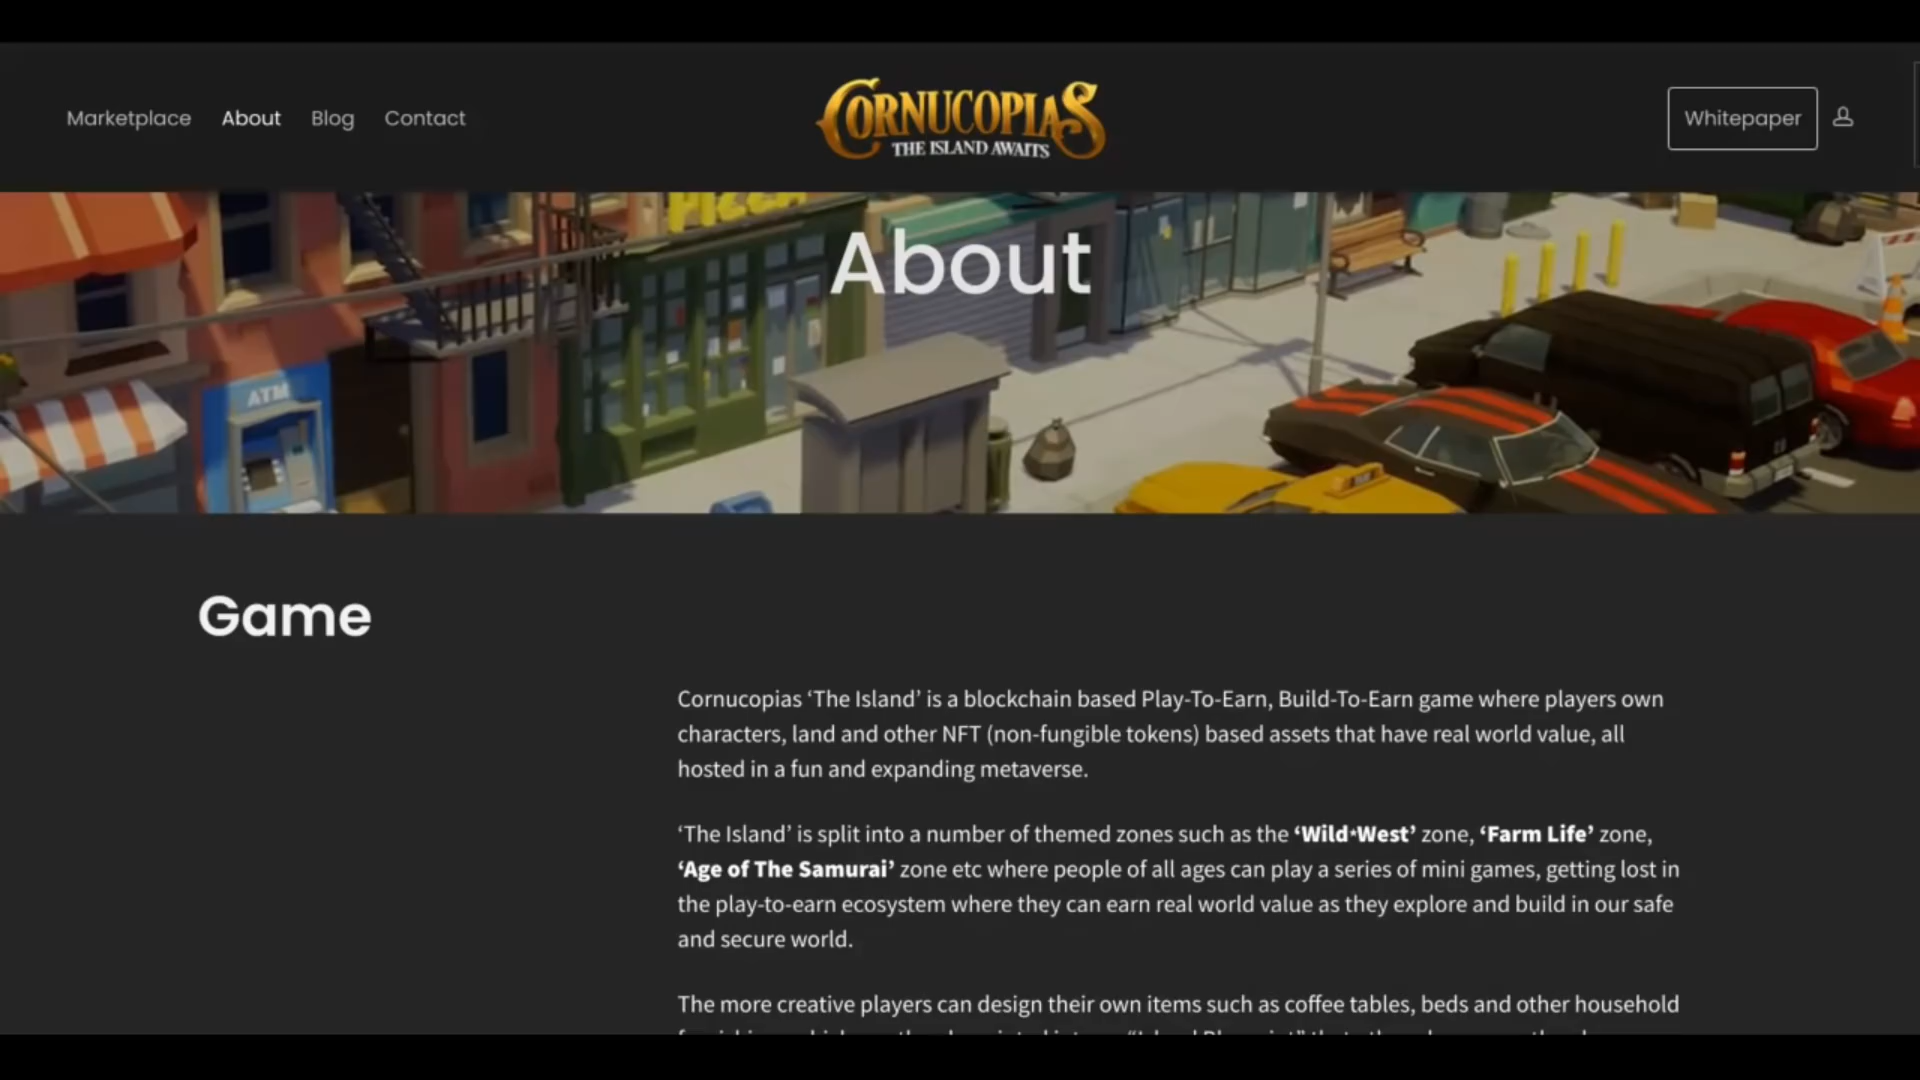 Marketplace About Blog Contact
CORNUCOPIAS
THE ISLAND AWAITS
Whitepaper
PIZZA
About
ATM
Game
Cornucopias ‘The Island’ is a blockchain based Play-To-Earn, Build-To-Earn game where players own
characters, land and other NFT (non-fungible tokens) based assets that have real world value, all
hosted in a fun and expanding metaverse.
‘The Island’ is split into a number of themed zones such as the ‘Wild West’ zone, ‘Farm Life’ zone,
‘Age of The Samurai’ zone etc where people of all ages can play a series of mini games, getting lost in
the play-to-earn ecosystem where they can earn real world value as they explore and build in our safe
and secure world.
The more creative players can design their own items such as coffee tables, beds and other household